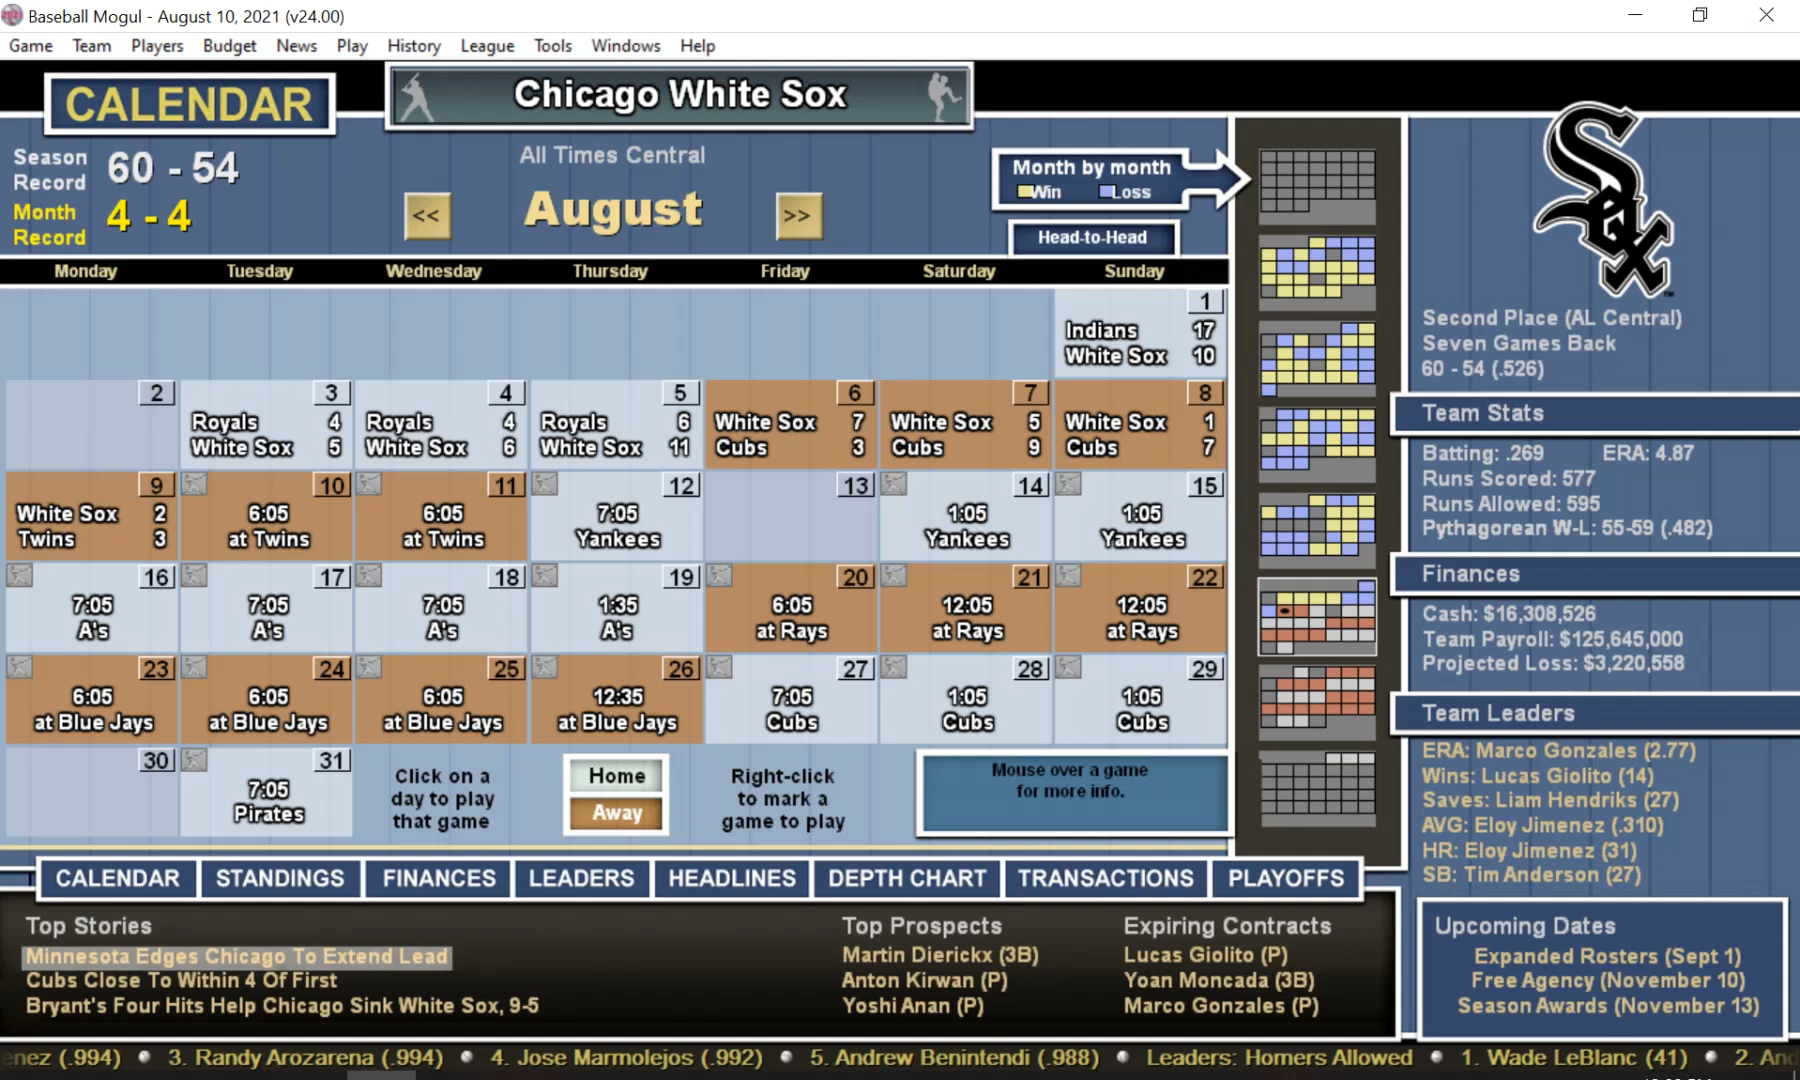 Baseball Mogul - August 10, 2021 (v24.00)
Game Team Players Budget News Play History League Tools Windows Help
CALENDAR
Chicago White Sox
Season Record 60 - 54
Month Record 4 - 4
All Times Central
<< August >>
Month by month
Win Loss
Head-to-Head
Monday Tuesday Wednesday Thursday Friday Saturday Sunday
1
Indians 17
White Sox 10
2
3
Royals 4
White Sox 5
4
Royals 4
White Sox 6
5
Royals 6
White Sox 11
6
White Sox 7
Cubs 3
7
White Sox 5
Cubs 9
8
White Sox 1
Cubs 7
9
White Sox 2
Twins 3
10
6:05
at Twins
11
6:05
at Twins
12
7:05
Yankees
13
14
1:05
Yankees
15
1:05
Yankees
16
7:05
A's
17
7:05
A's
18
7:05
A's
19
1:35
A's
20
6:05
at Rays
21
12:05
at Rays
22
12:05
at Rays
23
6:05
at Blue Jays
24
6:05
at Blue Jays
25
6:05
at Blue Jays
26
12:35
at Blue Jays
27
7:05
Cubs
28
1:05
Cubs
29
1:05
Cubs
30
31
7:05
Pirates
Click on a
day to play
that game
Home
Away
Right-click
to mark a
game to play
Mouse over a game
for more info.
Sox
Second Place (AL Central)
Seven Games Back
60 - 54 (.526)
Team Stats
Batting: .269 ERA: 4.87
Runs Scored: 577
Runs Allowed: 595
Pythagorean W-L: 55-59 (.482)
Finances
Cash: $16,308,526
Team Payroll: $125,645,000
Projected Loss: $3,220,558
Team Leaders
ERA: Marco Gonzales (2.77)
Wins: Lucas Giolito (14)
Saves: Liam Hendriks (27)
AVG: Eloy Jimenez (.310)
HR: Eloy Jimenez (31)
SB: Tim Anderson (27)
CALENDAR STANDINGS FINANCES LEADERS HEADLINES DEPTH CHART TRANSACTIONS PLAYOFFS
Top Stories
Minnesota Edges Chicago To Extend Lead
Cubs Close To Within 4 Of First
Bryant's Four Hits Help Chicago Sink White Sox, 9-5
Top Prospects
Martin Dierickx (3B)
Anton Kirwan (P)
Yoshi Anan (P)
Expiring Contracts
Lucas Giolito (P)
Yoan Moncada (3B)
Marco Gonzales (P)
Upcoming Dates
Expanded Rosters (Sept 1)
Free Agency (November 10)
Season Awards (November 13)
enez (.994) 3. Randy Arozarena (.994) 4. Jose Marmolejos (.992) 5. Andrew Benintendi (.988) Leaders: Homers Allowed 1. Wade LeBlanc (41) 2.